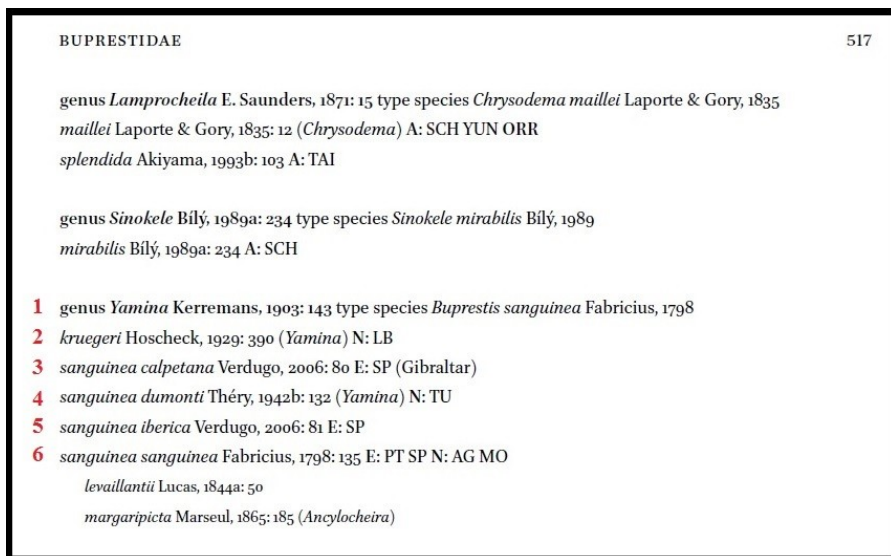 BUPRESTIDAE 517
genus Lamprocheila E. Saunders, 1871: 15 type species Chrysodema maillei Laporte & Gory, 1835
maillei Laporte & Gory, 1835: 12 (Chrysodema) A: SCH YUN ORR
splendida Akiyama, 1993b: 103 A: TAI
genus Sinokele Bílý, 1989a: 234 type species Sinokele mirabilis Bílý, 1989
mirabilis Bílý, 1989a: 234 A: SCH
1 genus Yamina Kerremans, 1903: 143 type species Buprestis sanguinea Fabricius, 1798
2 kruegeri Hoscheck, 1929: 390 (Yamina) N: LB
3 sanguinea calpetana Verdugo, 2006: 80 E: SP (Gibraltar)
4 sanguinea dumonti Théry, 1942b: 132 (Yamina) N: TU
5 sanguinea iberica Verdugo, 2006: 81 E: SP
6 sanguinea sanguinea Fabricius, 1798: 135 E: PT SP N: AG MO
levaillantii Lucas, 1844a: 50
margaripicta Marseul, 1865: 185 (Ancylocheira)